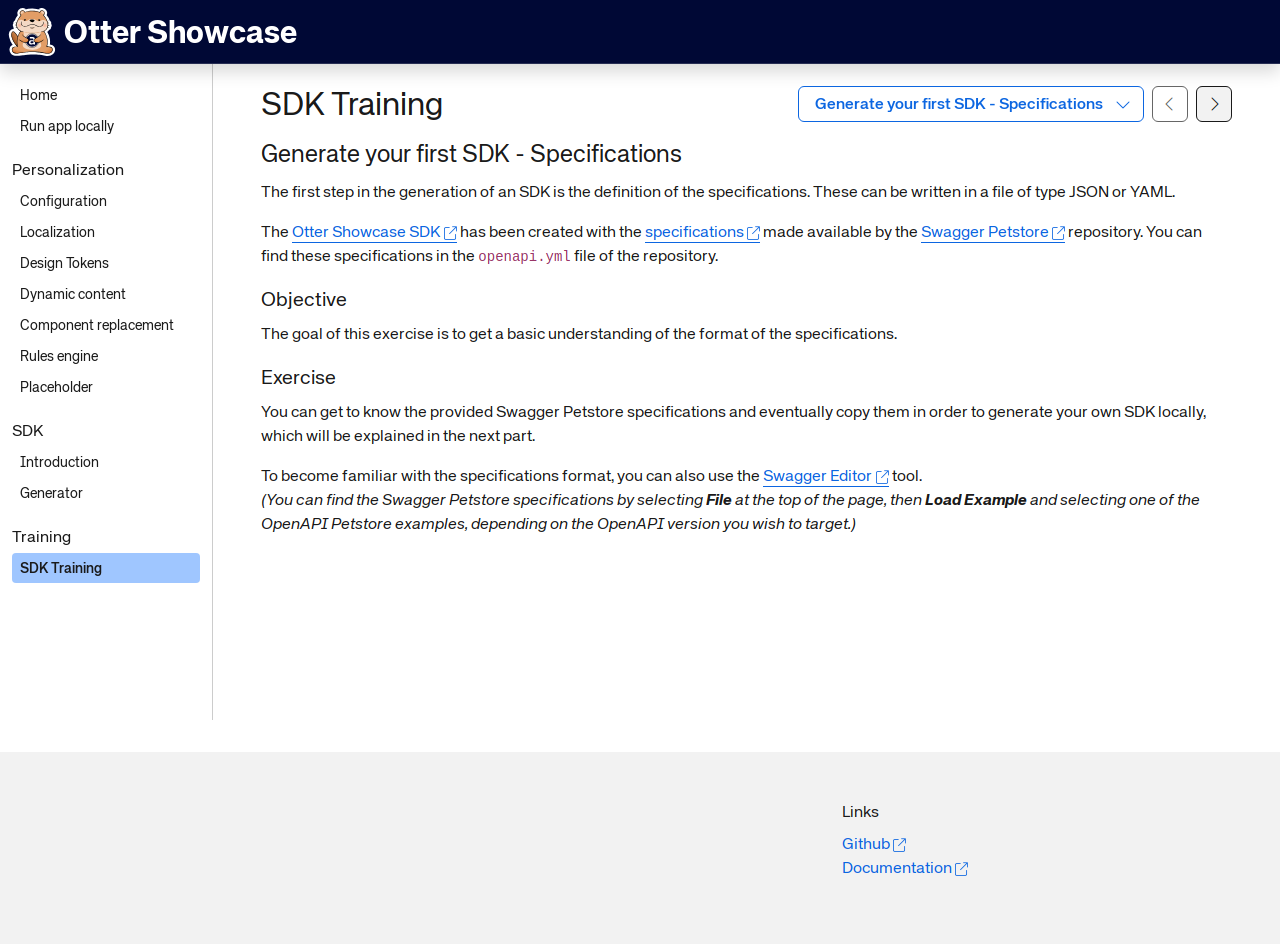 Otter Showcase
Home
Run app locally
Personalization
Configuration
Localization
Design Tokens
Dynamic content
Component replacement
Rules engine
Placeholder
SDK
Introduction
Generator
Training
SDK Training
SDK Training
Generate your first SDK - Specifications
Generate your first SDK - Specifications
The first step in the generation of an SDK is the definition of the specifications. These can be written in a file of type JSON or YAML.
The Otter Showcase SDK has been created with the specifications made available by the Swagger Petstore repository. You can
find these specifications in the openapi.yml file of the repository.
Objective
The goal of this exercise is to get a basic understanding of the format of the specifications.
Exercise
You can get to know the provided Swagger Petstore specifications and eventually copy them in order to generate your own SDK locally,
which will be explained in the next part.
To become familiar with the specifications format, you can also use the Swagger Editor tool.
(You can find the Swagger Petstore specifications by selecting File at the top of the page, then Load Example and selecting one of the
OpenAPI Petstore examples, depending on the OpenAPI version you wish to target.)
Links
Github
Documentation